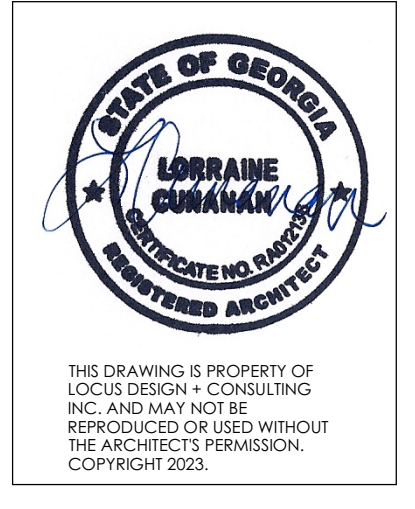 STATE OF GEORGIA
LORRAINE
CUNANAN
CERTIFICATE NO. RA012136
REGISTERED ARCHITECT
THIS DRAWING IS PROPERTY OF
LOCUS DESIGN + CONSULTING
INC. AND MAY NOT BE
REPRODUCED OR USED WITHOUT
THE ARCHITECT'S PERMISSION.
COPYRIGHT 2023.